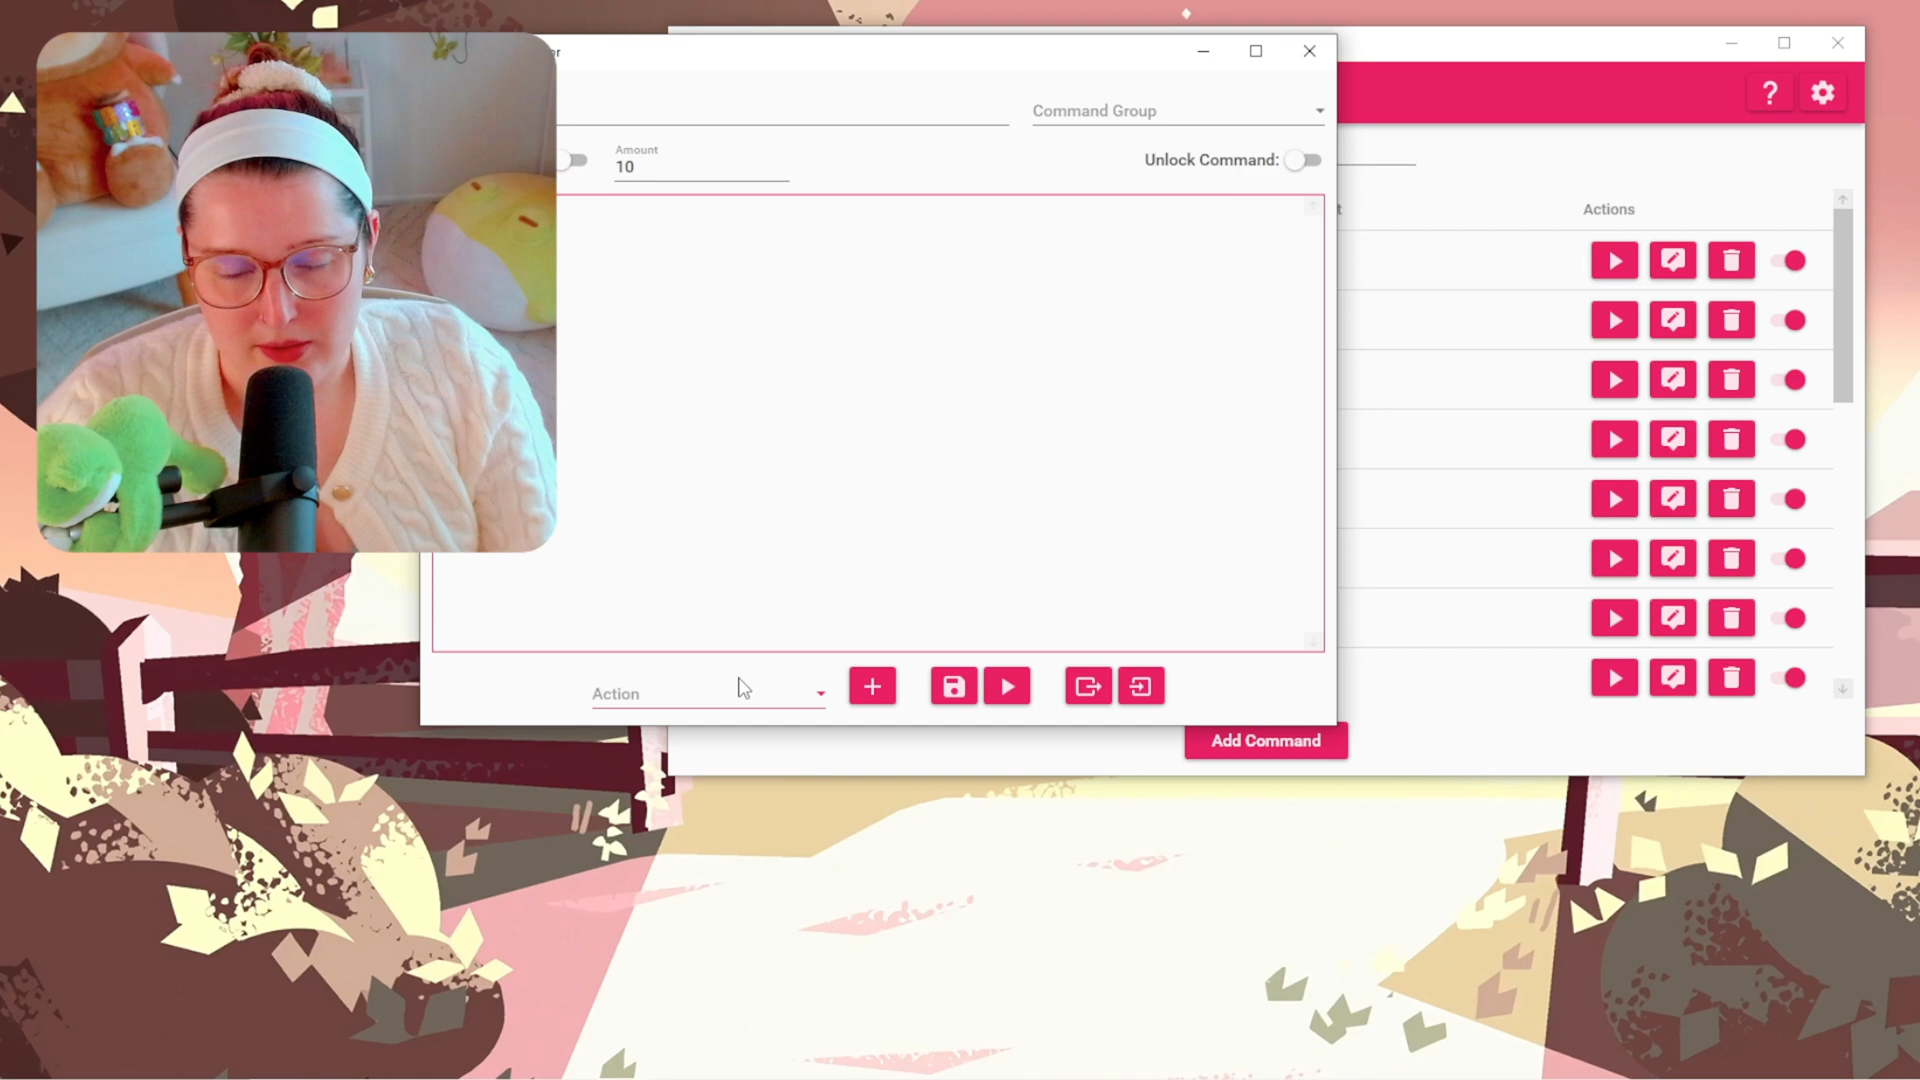 Command Group
Amount
10
Unlock Command:
Actions
Action
Add Command